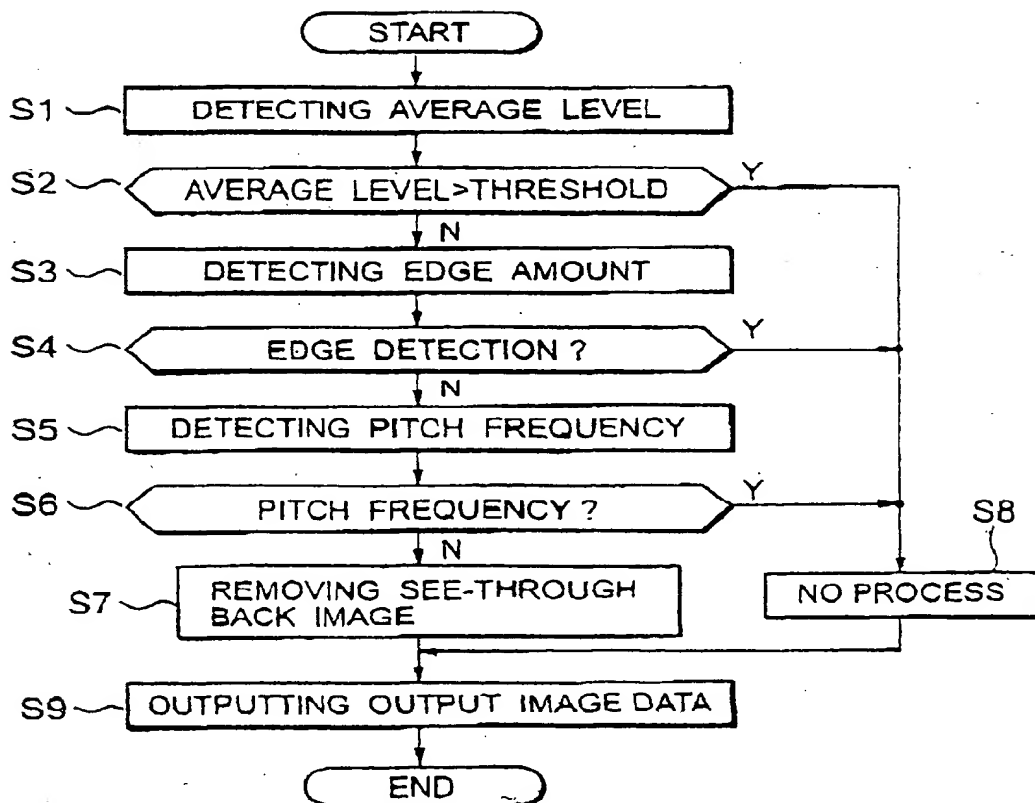 START
S1 DETECTING AVERAGE LEVEL
S2 AVERAGE LEVEL>THRESHOLD Y
N
S3 DETECTING EDGE AMOUNT
S4 EDGE DETECTION ? Y
N
S5 DETECTING PITCH FREQUENCY
S6 PITCH FREQUENCY ? Y
N
S8
S7 REMOVING SEE-THROUGH
BACK IMAGE
NO PROCESS
S9 OUTPUTTING OUTPUT IMAGE DATA
END